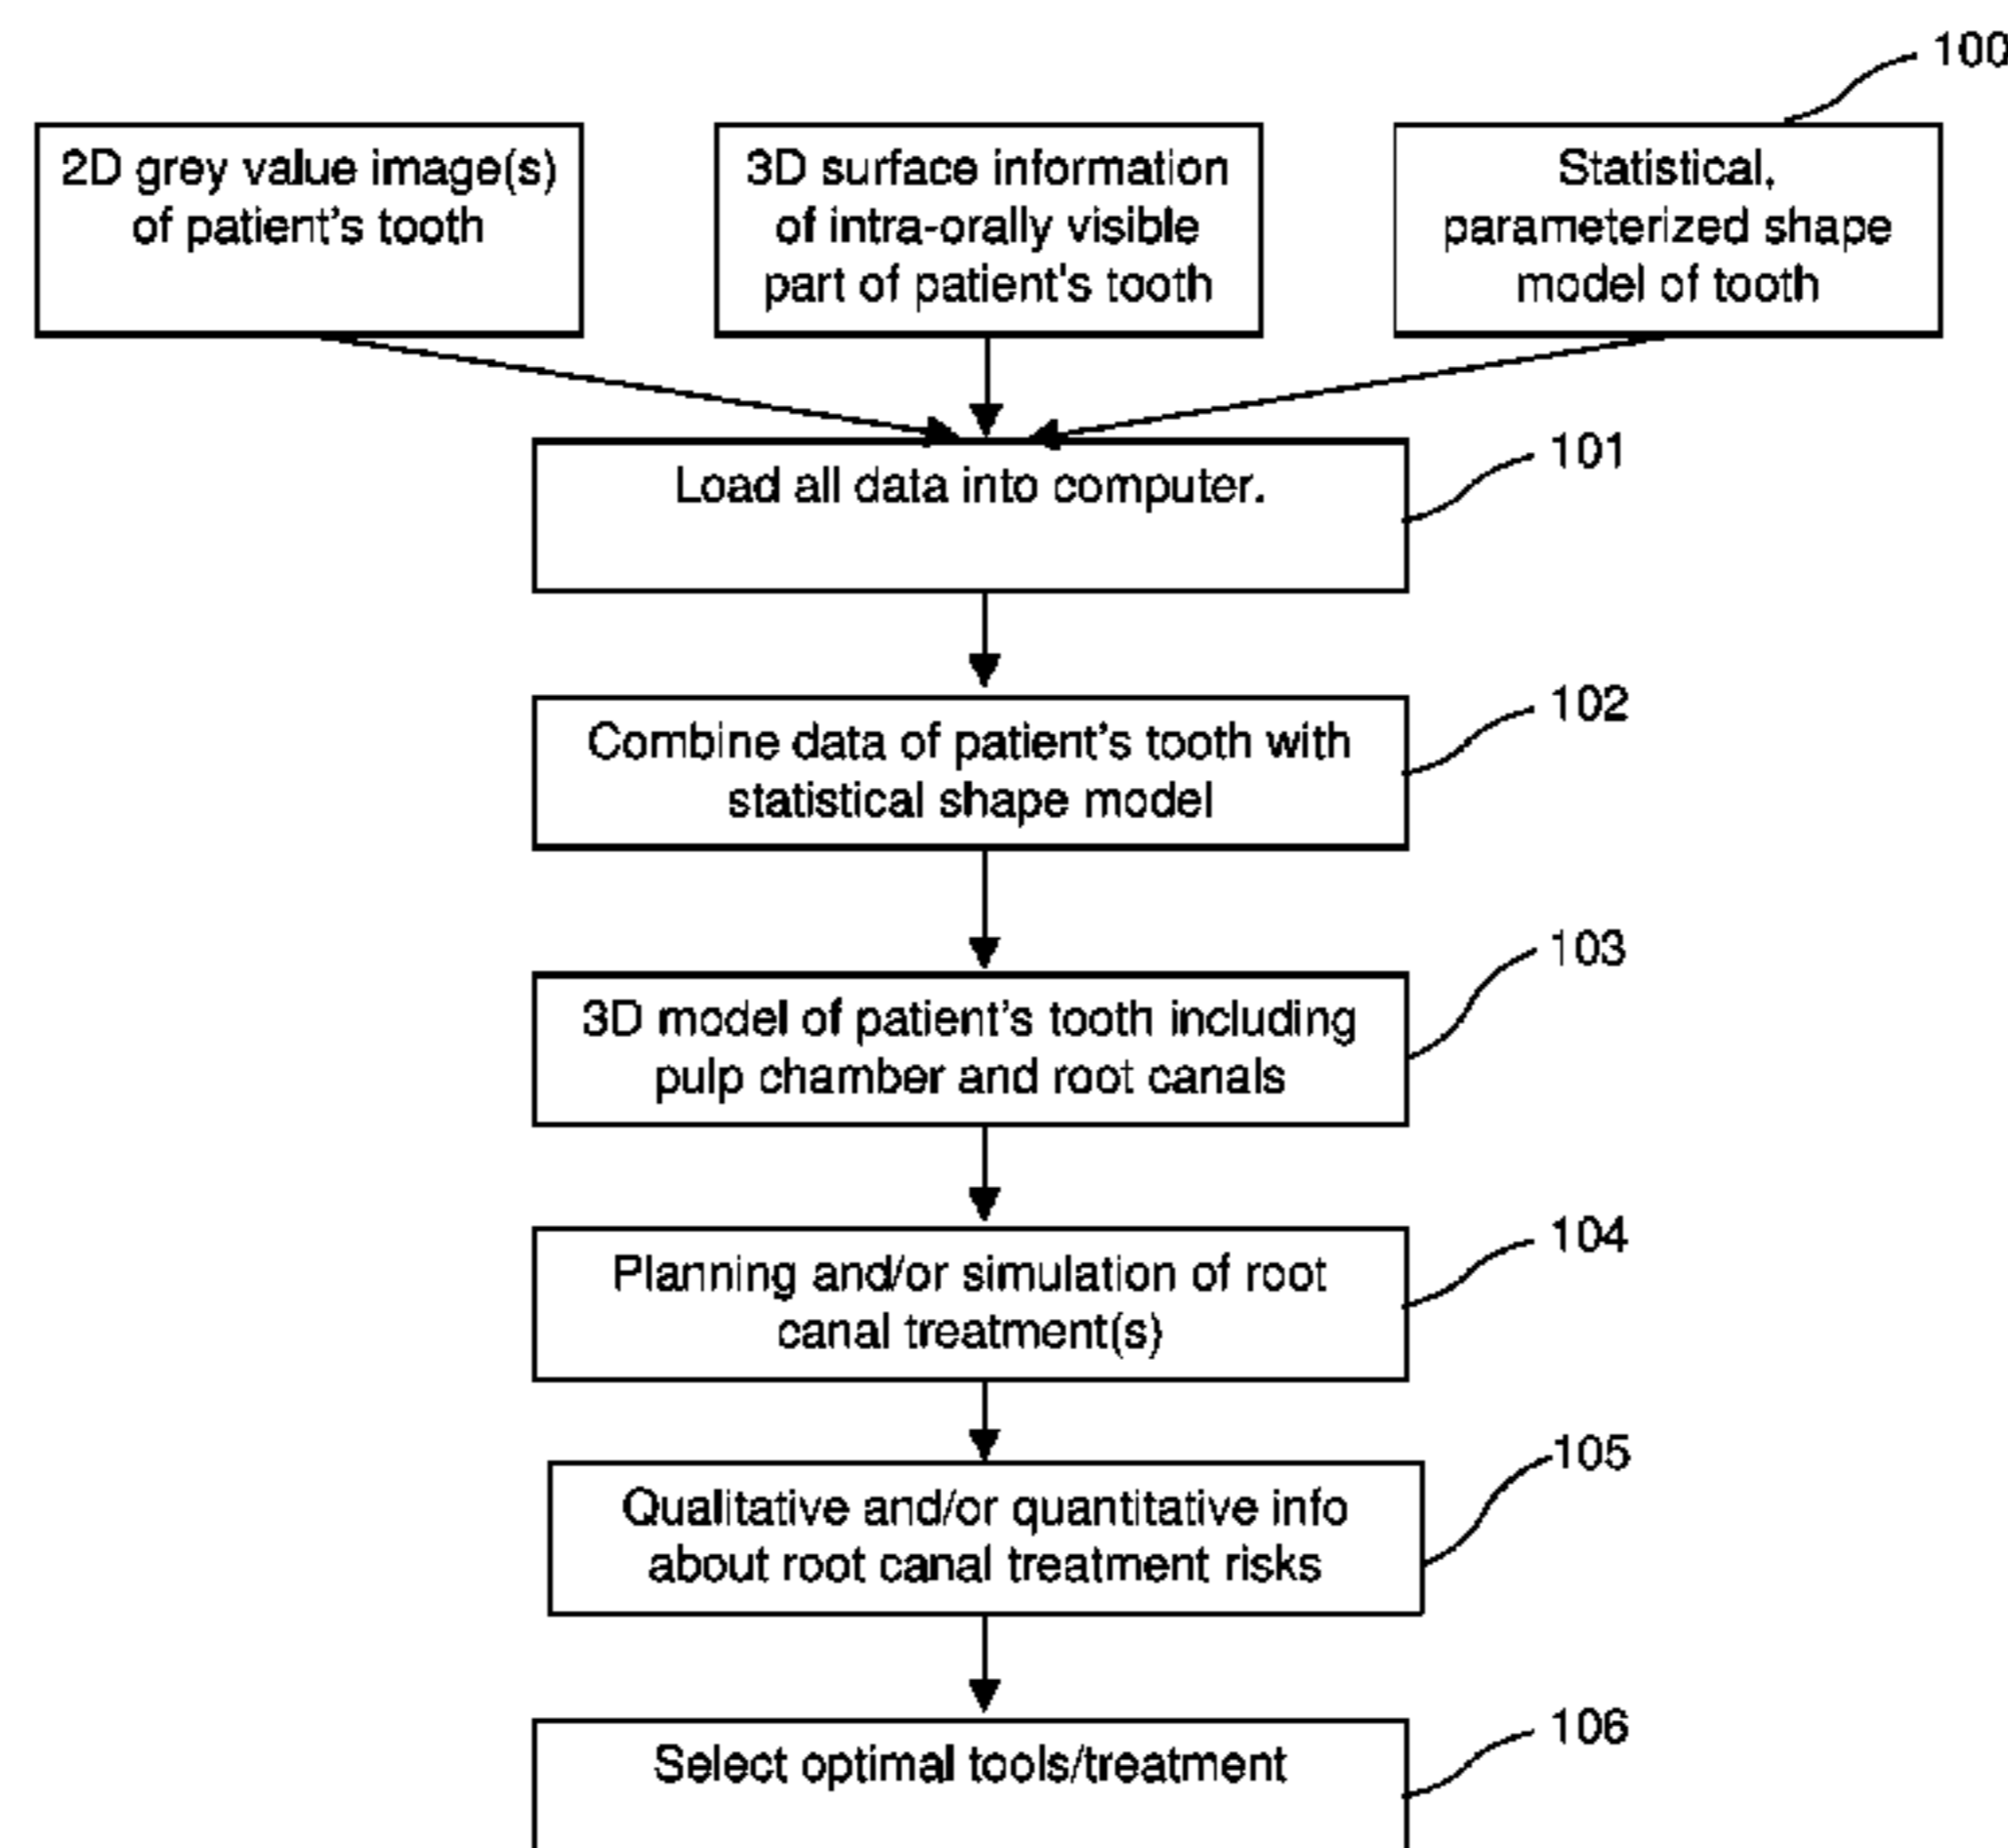 100
2D grey value image(s)
of patient's tooth
3D surface information
of intra-orally visible
part of patient's tooth
Statistical,
parameterized shape
model of tooth
Load all data into computer.
101
Combine data of patient's tooth with
statistical shape model
102
3D model of patient's tooth including
pulp chamber and root canals
103
Planning and/or simulation of root
canal treatment(s)
104
Qualitative and/or quantitative info
about root canal treatment risks
105
Select optimal tools/treatment
106